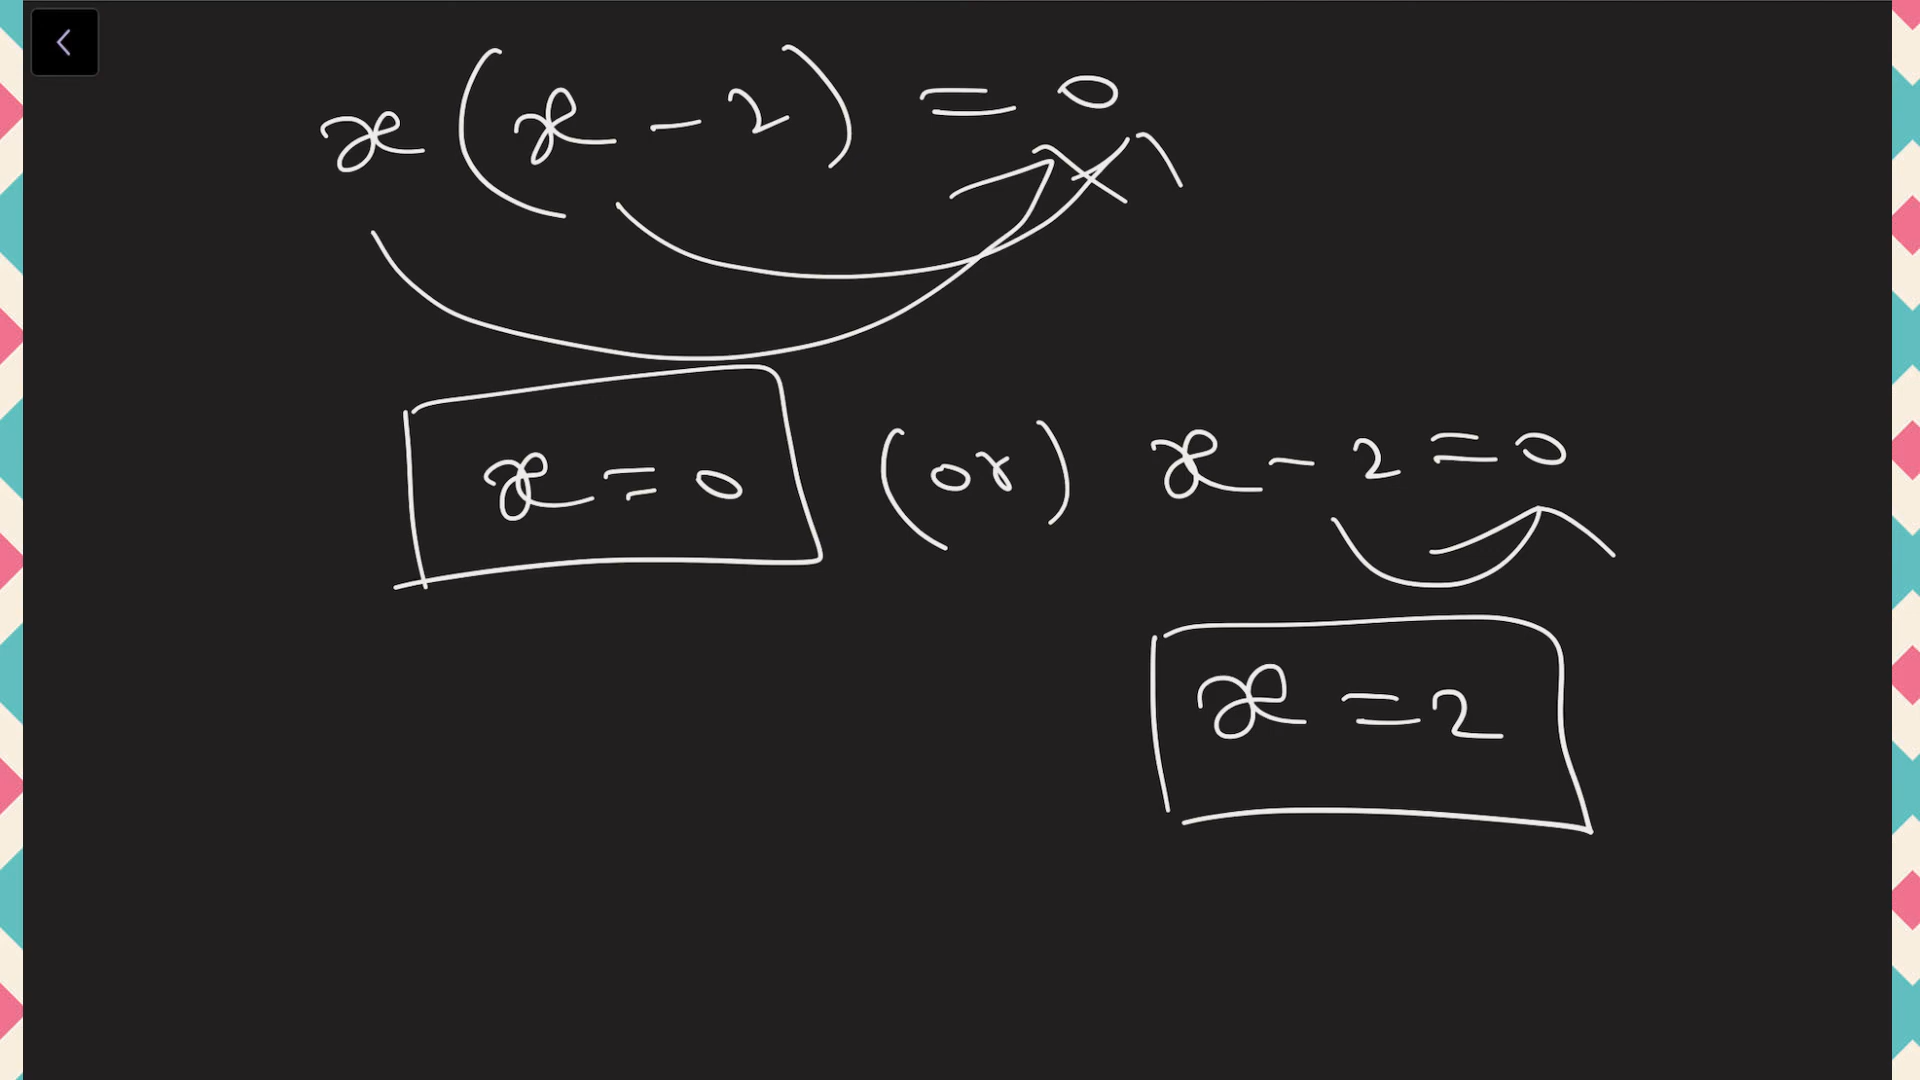 x(x-2) = 0
x = 0 (or) x - 2 = 0
x = 2